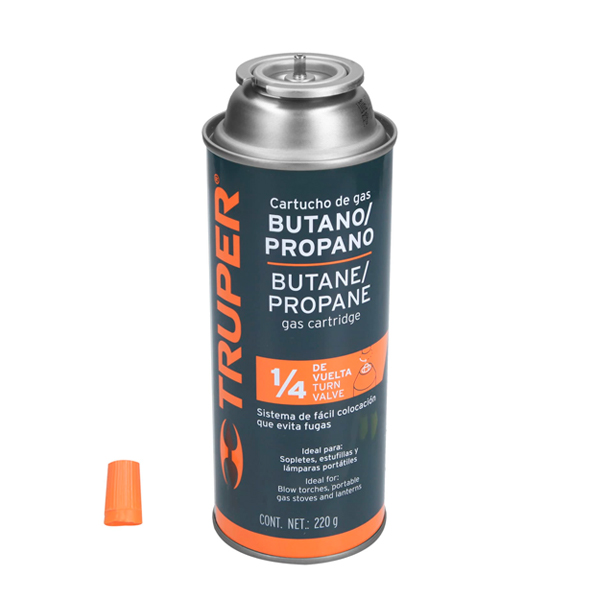 TRUPER®
Cartucho de gas
BUTANO/
PROPANO
BUTANE/
PROPANE
gas cartridge
1/4
DE
VUELTA
TURN
VALVE
Sistema de fácil colocación
que evita fugas
Ideal para:
Sopletes, estufillas y
lámparas portátiles
Ideal for:
Blow torches, portable
gas stoves and lanterns
CONT. NET.: 220 g